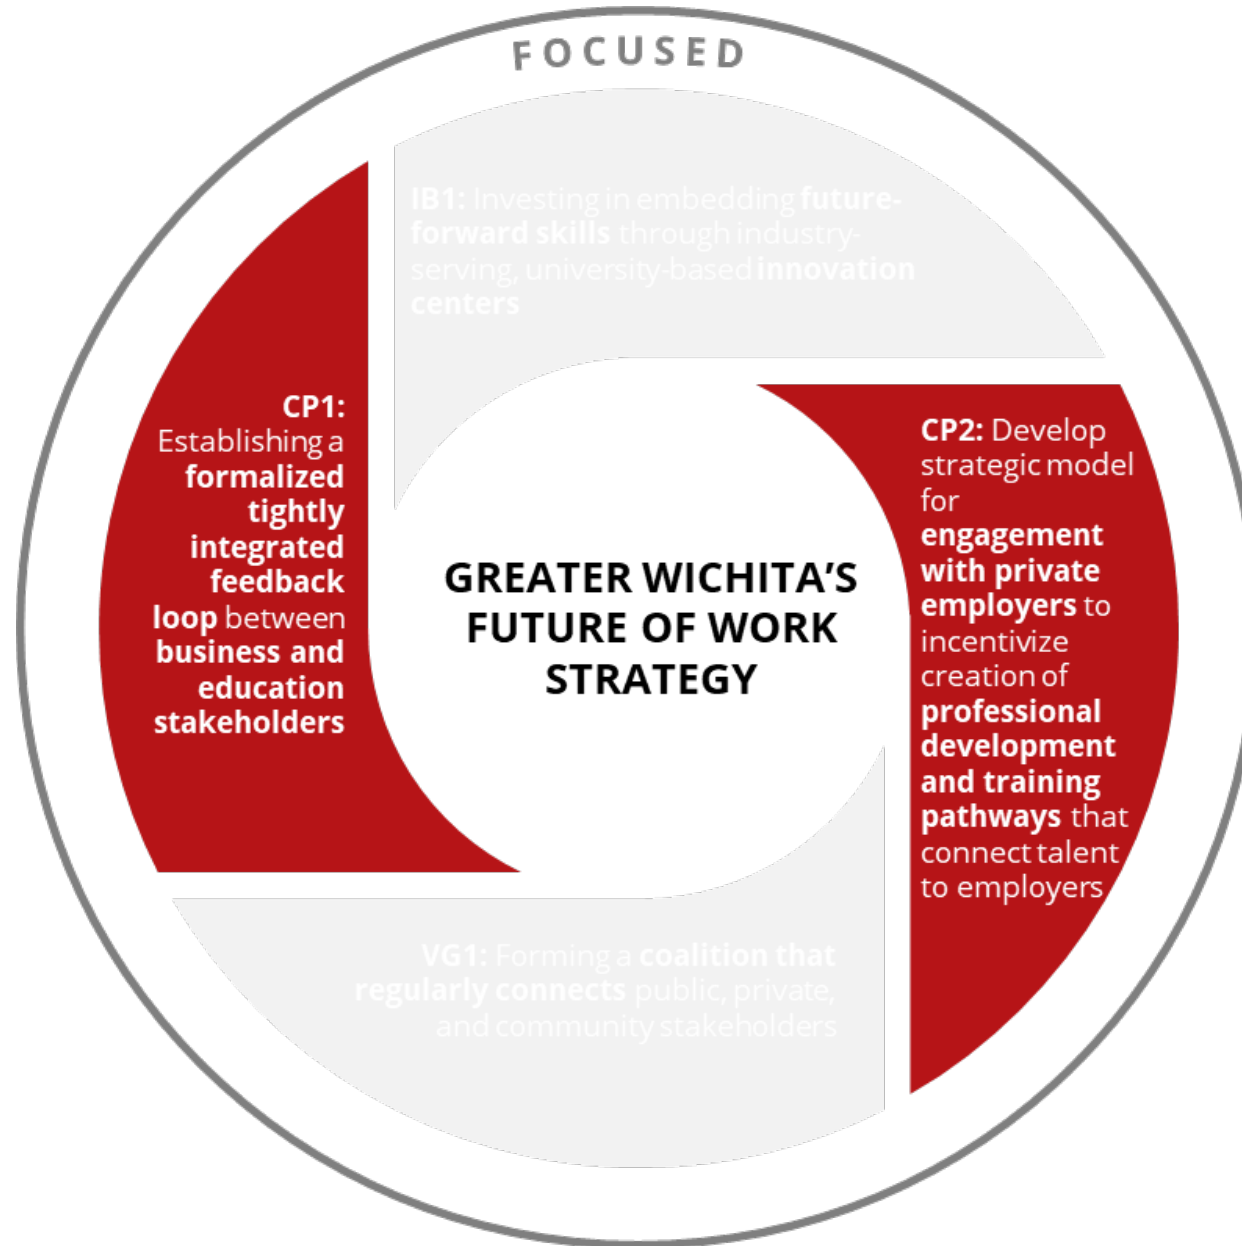 FOCUSED
IB1: Investing in embedding future-
forward skills through industry-
serving, university-based innovation
centers
CP1:
Establishing a
formalized
tightly
integrated
feedback
loop between
business and
education
stakeholders
GREATER WICHITA’S
FUTURE OF WORK
STRATEGY
CP2: Develop
strategic model
for
engagement
with private
employers to
incentivize
creation of
professional
development
and training
pathways that
connect talent
to employers
VG1: Forming a coalition that
regularly connects public, private,
and community stakeholders